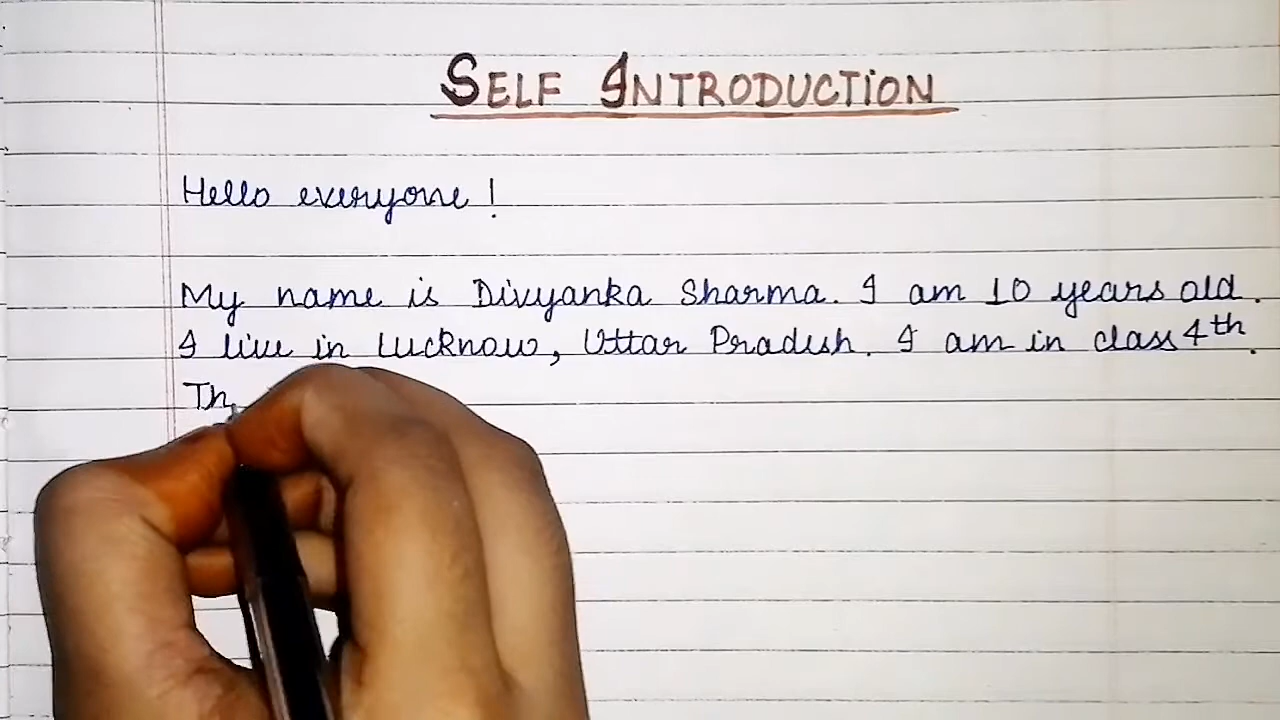 SELF INTRODUCTION
Hello everyone !
My name is Divyanka Sharma. I am 10 years old.
I live in Lucknow, Uttar Pradesh. I am in class 4th.
Th